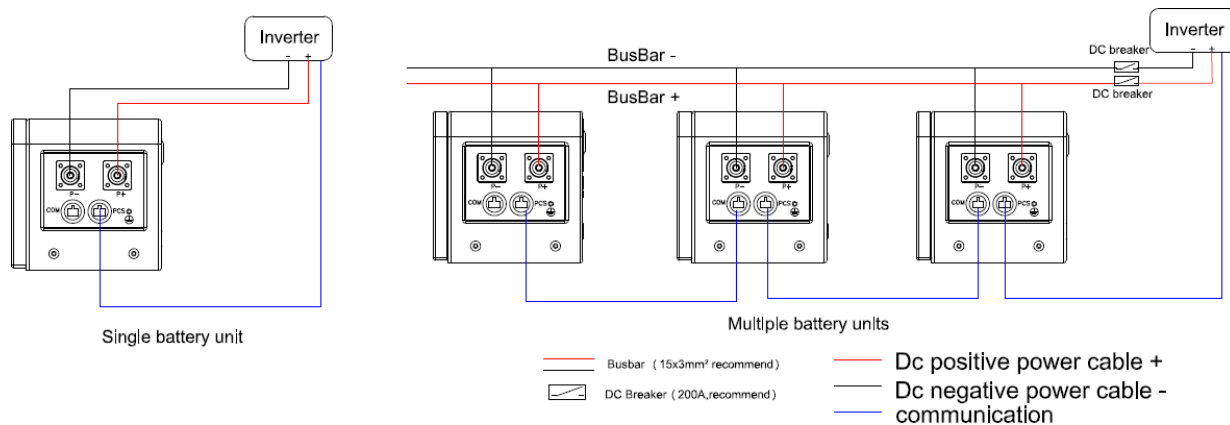 Inverter
- +
P- P+
COM PCS
Single battery unit
Inverter
- +
DC breaker
DC breaker
BusBar -
BusBar +
P- P+
COM PCS
P- P+
COM PCS
P- P+
COM PCS
Multiple battery units
Busbar ( 15x3mm² recommend )
DC Breaker ( 200A,recommend )
Dc positive power cable +
Dc negative power cable -
communication